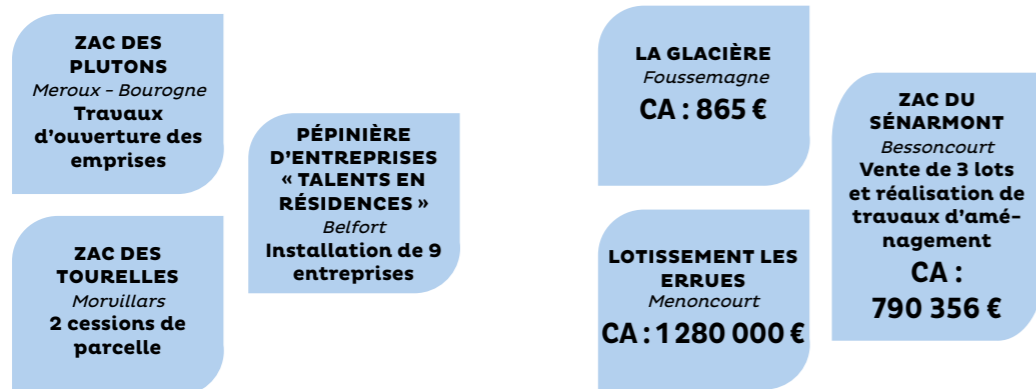 ZAC DES
PLUTONS
Meroux - Bourogne
Travaux
d'ouverture des
emprises
ZAC DES
TOURELLES
Morvillars
2 cessions de
parcelle
PÉPINIÈRE
D'ENTREPRISES
« TALENTS EN
RÉSIDENCES »
Belfort
Installation de 9
entreprises
LA GLACIÈRE
Foussemagne
CA : 865 €
LOTISSEMENT LES
ERRUES
Menoncourt
CA : 1 280 000 €
ZAC DU
SÉNARMONT
Bessoncourt
Vente de 3 lots
et réalisation de
travaux d'amé-
nagement
CA :
790 356 €